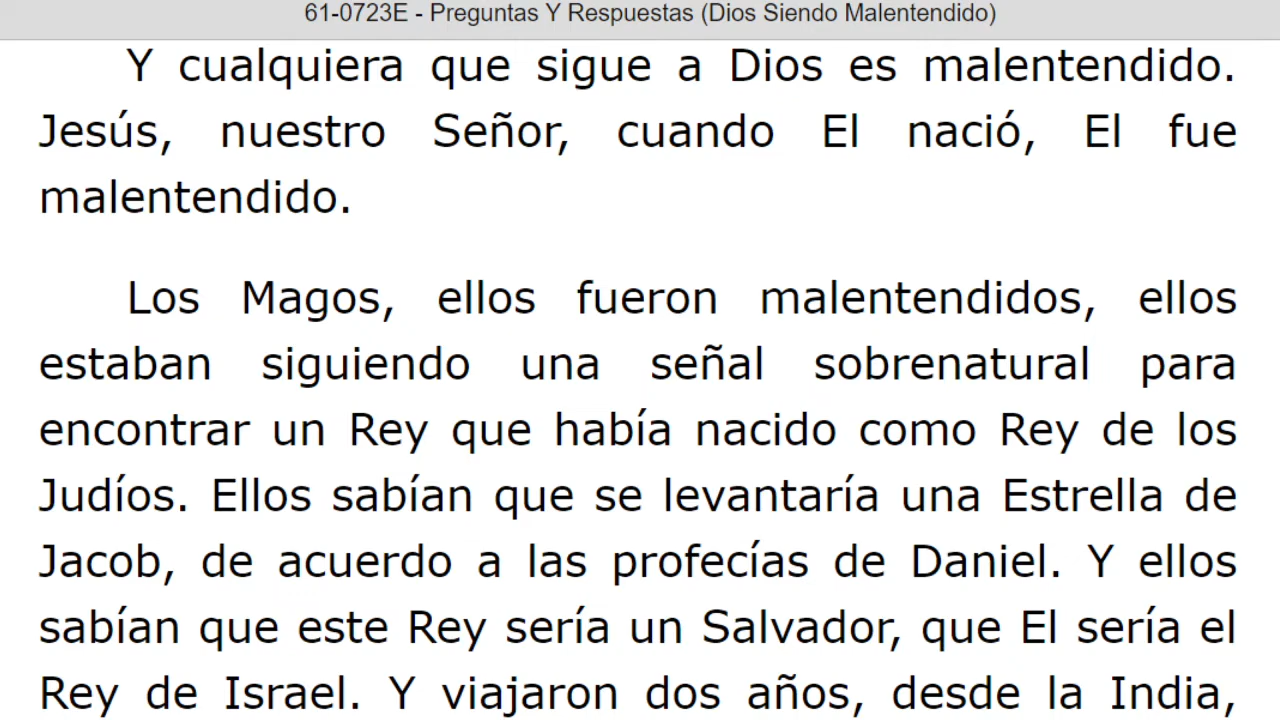 61-0723E - Preguntas Y Respuestas (Dios Siendo Malentendido)
Y cualquiera que sigue a Dios es malentendido.
Jesús, nuestro Señor, cuando El nació, El fue
malentendido.
Los Magos, ellos fueron malentendidos, ellos
estaban siguiendo una señal sobrenatural para
encontrar un Rey que había nacido como Rey de los
Judíos. Ellos sabían que se levantaría una Estrella de
Jacob, de acuerdo a las profecías de Daniel. Y ellos
sabían que este Rey sería un Salvador, que El sería el
Rey de Israel. Y viajaron dos años, desde la India,